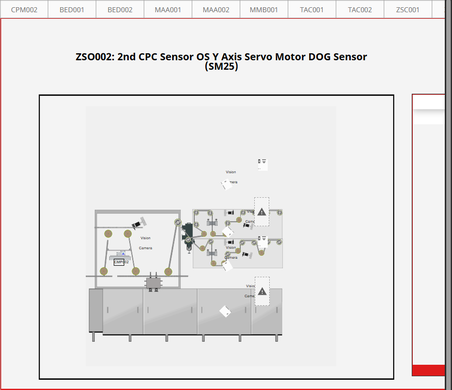 CPM002 BED001 BED002 MAA001 MAA002 MMB001 TAC001 TAC002 ZSC001
ZSO002: 2nd CPC Sensor OS Y Axis Servo Motor DOG Sensor
(SM25)
Vision
Vision
Camera
Vision
Camera